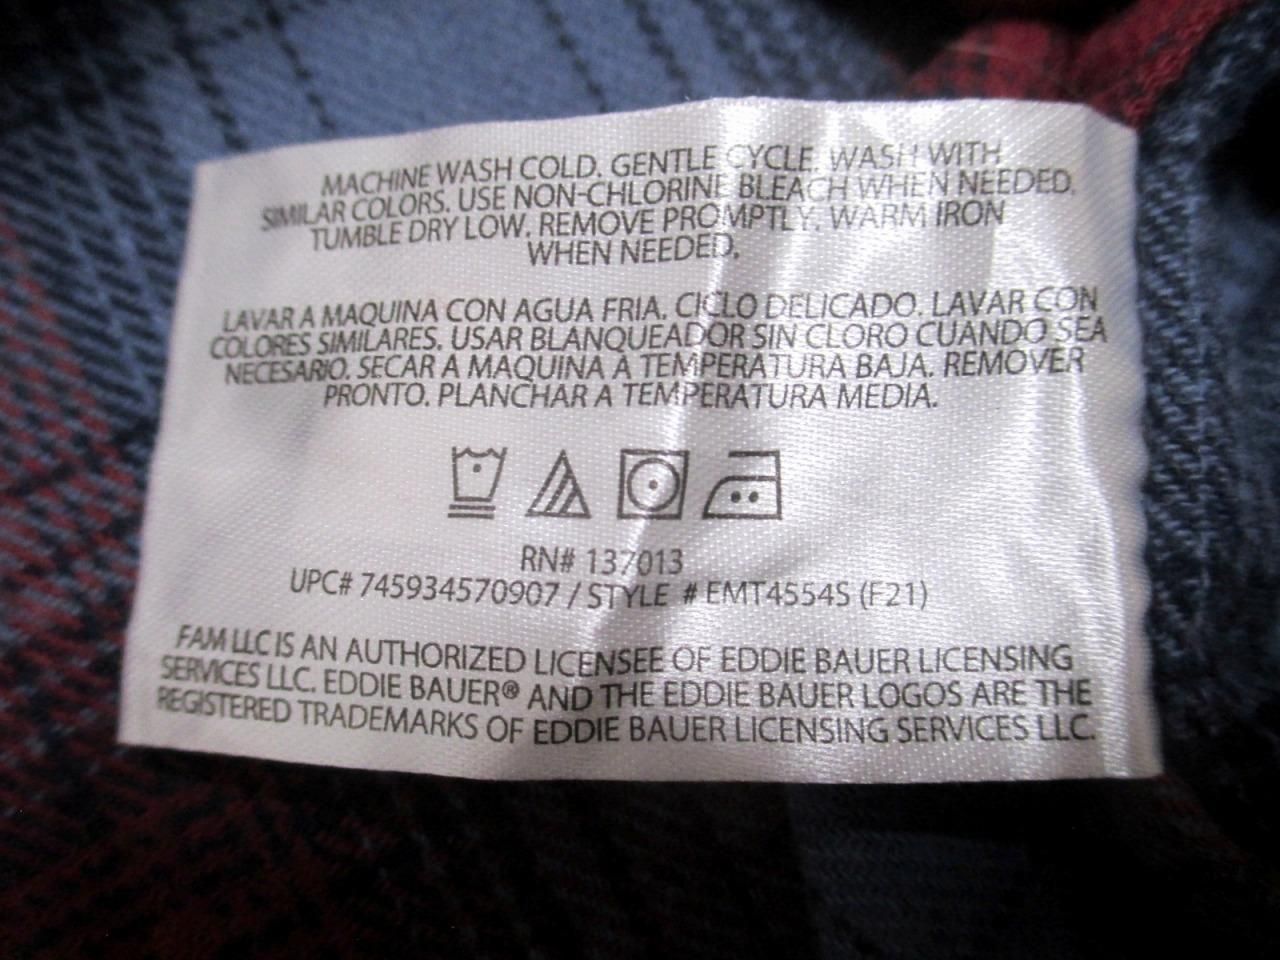 MACHINE WASH COLD. GENTLE CYCLE. WASH WITH
SIMILAR COLORS. USE NON-CHLORINE BLEACH WHEN NEEDED.
TUMBLE DRY LOW. REMOVE PROMPTLY. WARM IRON
WHEN NEEDED.
LAVAR A MAQUINA CON AGUA FRIA. CICLO DELICADO. LAVAR CON
COLORES SIMILARES. USAR BLANQUEADOR SIN CLORO CUANDO SEA
NECESARIO. SECAR A MAQUINA A TEMPERATURA BAJA. REMOVER
PRONTO. PLANCHAR A TEMPERATURA MEDIA.
RN# 137013
UPC# 745934570907 / STYLE # EMT4554S (F21)
FAM LLC IS AN AUTHORIZED LICENSEE OF EDDIE BAUER LICENSING
SERVICES LLC. EDDIE BAUER® AND THE EDDIE BAUER LOGOS ARE THE
REGISTERED TRADEMARKS OF EDDIE BAUER LICENSING SERVICES LLC.